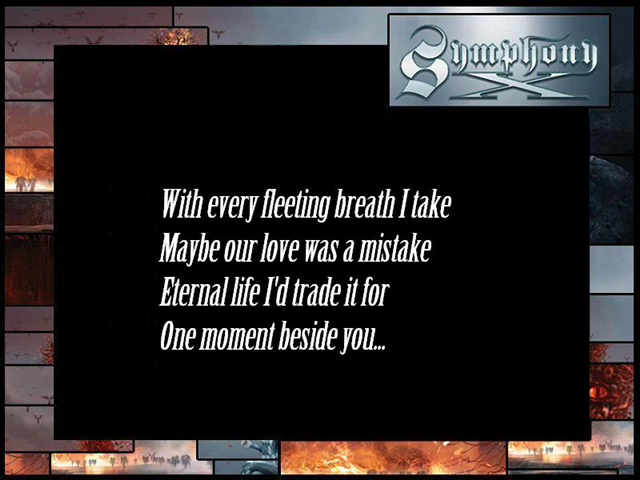 Symphony
X
With every fleeting breath I take
Maybe our love was a mistake
Eternal life I'd trade it for
One moment beside you...